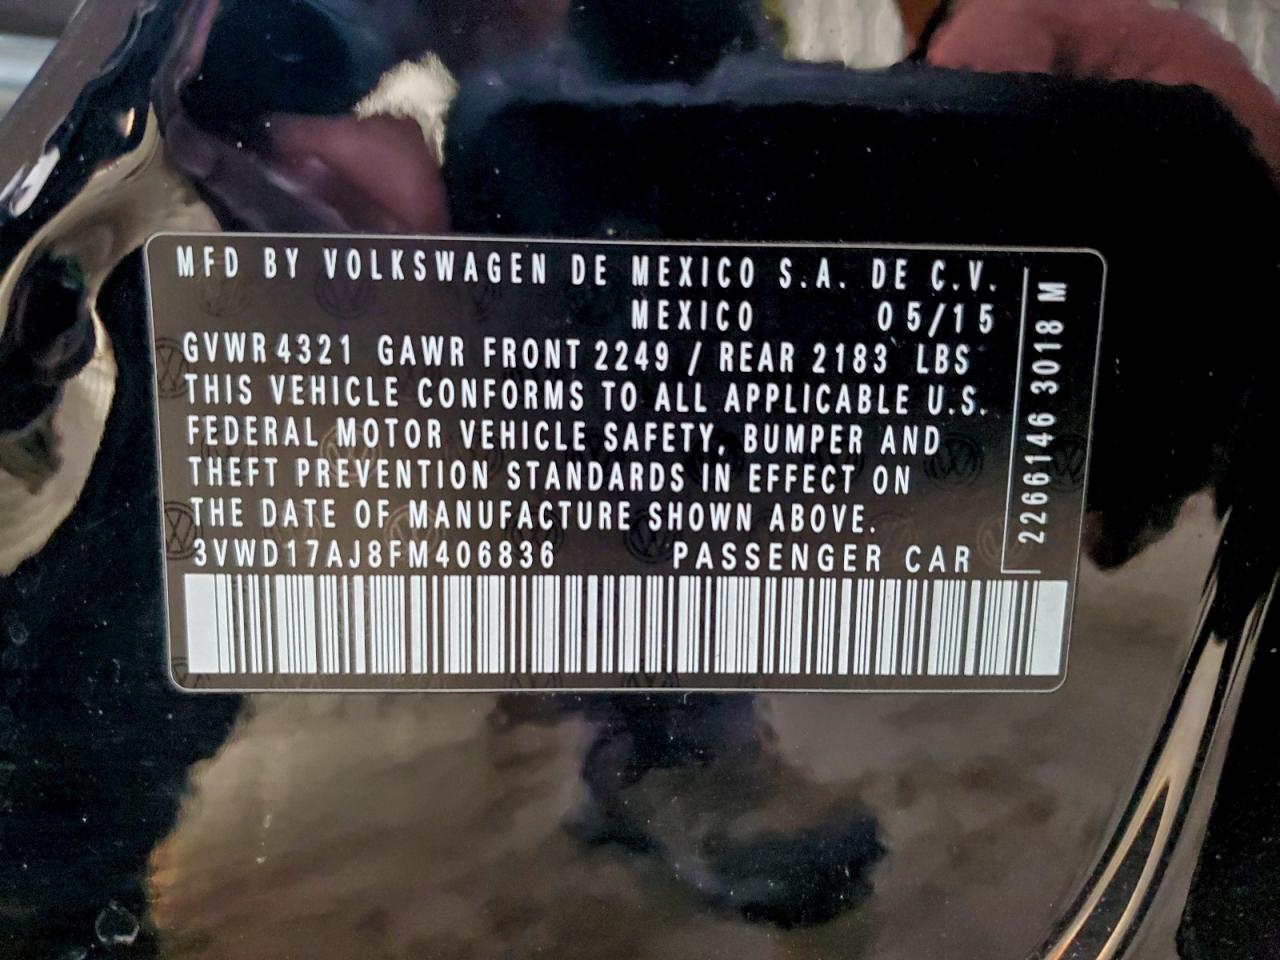 MFD BY VOLKSWAGEN DE MEXICO S.A. DE C.V.
MEXICO 05/15
GVWR 4321 GAWR FRONT 2249 / REAR 2183 LBS
THIS VEHICLE CONFORMS TO ALL APPLICABLE U.S.
FEDERAL MOTOR VEHICLE SAFETY, BUMPER AND
THEFT PREVENTION STANDARDS IN EFFECT ON
THE DATE OF MANUFACTURE SHOWN ABOVE.
3VWD17AJ8FM406836 PASSENGER CAR
2266146 3018 M